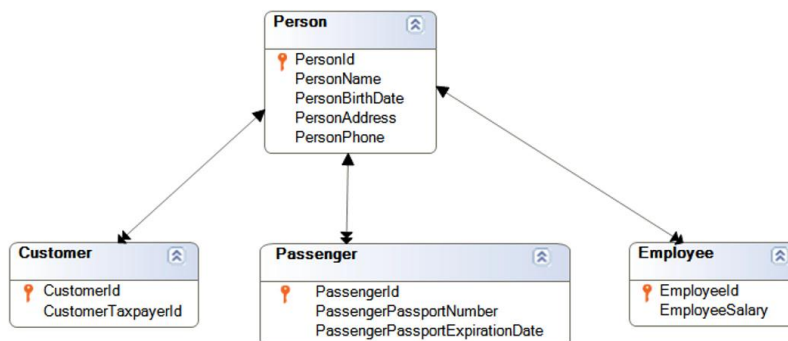 Person
PersonId
PersonName
PersonBirthDate
PersonAddress
PersonPhone
Customer
CustomerId
CustomerTaxpayerId
Passenger
PassengerId
PassengerPassportNumber
PassengerPassportExpirationDate
Employee
EmployeeId
EmployeeSalary